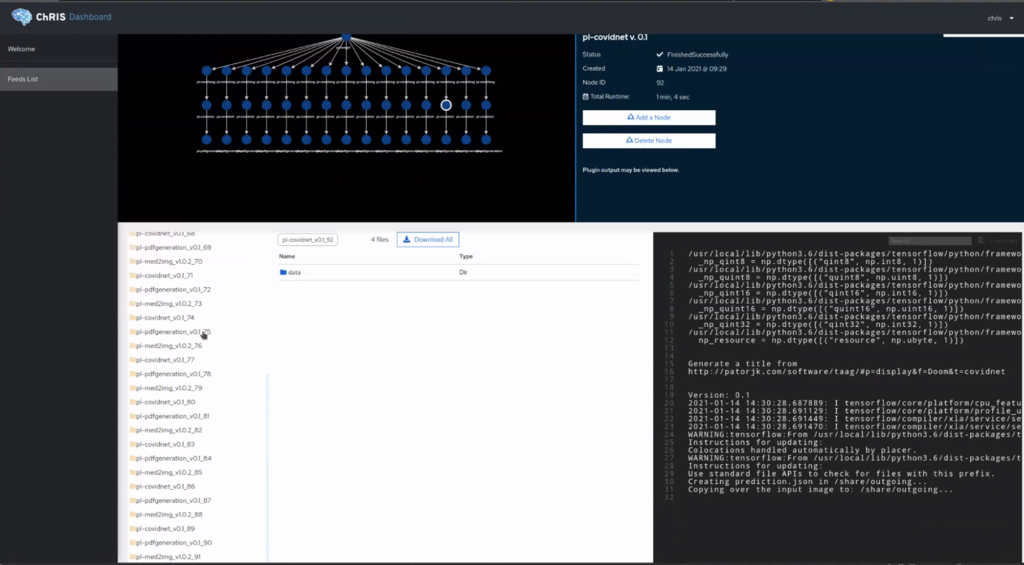 ChRIS Dashboard
chris
Welcome
Feeds List
pl-covidnet v. 0.1
Status
FinishedSuccessfully
Created
14 Jan 2021 @ 09:29
Node ID
92
Total Runtime:
1 min, 4 sec
Add a Node
Delete Node
Plugin output may be viewed below.
pl-covidnet_v0.1_68
pl-pdfgeneration_v0.1_69
pl-med2img_v1.0.2_70
pl-covidnet_v0.1_71
pl-pdfgeneration_v0.1_72
pl-med2img_v1.0.2_73
pl-covidnet_v0.1_74
pl-pdfgeneration_v0.1_75
pl-med2img_v1.0.2_76
pl-covidnet_v0.1_77
pl-pdfgeneration_v0.1_78
pl-med2img_v1.0.2_79
pl-covidnet_v0.1_80
pl-pdfgeneration_v0.1_81
pl-med2img_v1.0.2_82
pl-covidnet_v0.1_83
pl-pdfgeneration_v0.1_84
pl-med2img_v1.0.2_85
pl-covidnet_v0.1_86
pl-pdfgeneration_v0.1_87
pl-med2img_v1.0.2_88
pl-covidnet_v0.1_89
pl-pdfgeneration_v0.1_90
pl-med2img_v1.0.2_91
pl-covidnet_v0.1_92
4 files
Download All
Name Type
data Dir
1 /usr/local/lib/python3.6/dist-packages/tensorflow/python/framewo
2 _np_qint8 = np.dtype([("qint8", np.int8, 1)])
3 /usr/local/lib/python3.6/dist-packages/tensorflow/python/framewo
4 _np_quint8 = np.dtype([("quint8", np.uint8, 1)])
5 /usr/local/lib/python3.6/dist-packages/tensorflow/python/framewo
6 _np_qint16 = np.dtype([("qint16", np.int16, 1)])
7 /usr/local/lib/python3.6/dist-packages/tensorflow/python/framewo
8 _np_quint16 = np.dtype([("quint16", np.uint16, 1)])
9 /usr/local/lib/python3.6/dist-packages/tensorflow/python/framewo
10 _np_qint32 = np.dtype([("qint32", np.int32, 1)])
11 /usr/local/lib/python3.6/dist-packages/tensorflow/python/framewo
12 np_resource = np.dtype([("resource", np.ubyte, 1)])
13
14
15 Generate a title from
16 http://patorjk.com/software/taag/#p=display&f=Doom&t=covidnet
17
18
19 Version: 0.1
20 2021-01-14 14:30:28.687889: I tensorflow/core/platform/cpu_featu
21 2021-01-14 14:30:28.691129: I tensorflow/core/platform/profile_u
22 2021-01-14 14:30:28.691449: I tensorflow/compiler/xla/service/se
23 2021-01-14 14:30:28.691470: I tensorflow/compiler/xla/service/se
24 WARNING:tensorflow:From /usr/local/lib/python3.6/dist-packages/t
25 Instructions for updating:
26 Colocations handled automatically by placer.
27 WARNING:tensorflow:From /usr/local/lib/python3.6/dist-packages/t
28 Instructions for updating:
29 Use standard file APIs to check for files with this prefix.
30 Creating prediction.json in /share/outgoing...
31 Copying over the input image to: /share/outgoing...
32